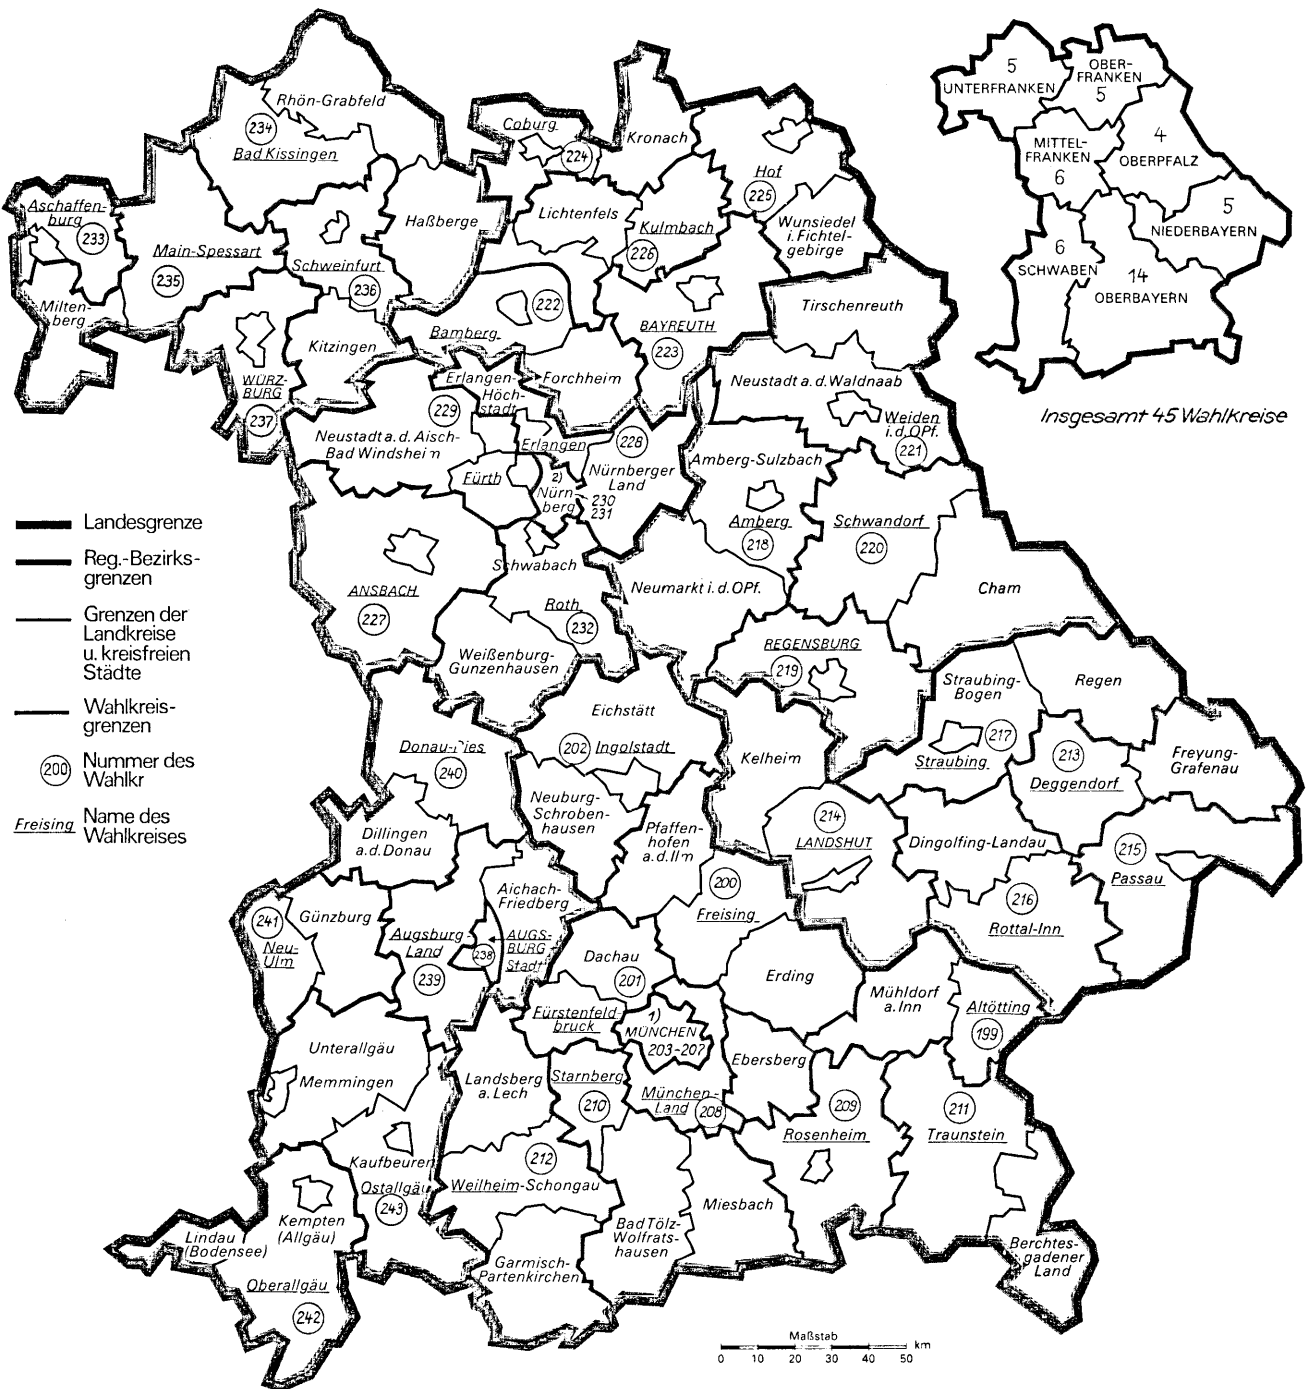 Rhön-Grabfeld
234
Bad Kissingen
Coburg
224
Kronach
Hof
225
Aschaffen-
burg
233
Haßberge
Lichtenfels
Kulmbach
226
Wunsiedel
i. Fichtel-
gebirge
Main-Spessart
235
Schweinfurt
236
Milten-
berg
Bamberg
222
BAYREUTH
223
Tirschenreuth
Kitzingen
WÜRZ-
BURG
237
Erlangen-
Höch-
stadt
229
Forchheim
Neustadt a.d. Waldnaab
Weiden
i.d.OPf.
221
Neustadt a.d. Aisch-
Bad Windsheim
Erlangen
228
Nürnberger
Land
Fürth
2)
Nürn-
berg
230
231
Amberg-Sulzbach
Amberg
218
Schwandorf
220
Schwabach
ANSBACH
227
Roth
232
Neumarkt i.d. OPf.
Cham
Weißenburg-
Gunzenhausen
REGENSBURG
219
Straubing-
Bogen
217
Straubing
Regen
Eichstätt
202
Ingolstadt
Kelheim
213
Deggendorf
Freyung-
Grafenau
Donau-Ries
240
Neuburg-
Schroben-
hausen
Pfaffen-
hofen
a.d. Ilm
214
LANDSHUT
Dingolfing-Landau
215
Passau
Dillingen
a.d. Donau
216
Rottal-Inn
200
Freising
Aichach-
Friedberg
241
Neu-
Ulm
Günzburg
Augsburg-
Land
239
238
AUGS-
BURG-
Stadt
Dachau
201
Erding
Mühldorf
a. Inn
Altötting
199
Fürstenfeld-
bruck
1)
MÜNCHEN
203-207
Ebersberg
Unterallgäu
Memmingen
Landsberg
a. Lech
Starnberg
210
München-
Land
208
209
Rosenheim
211
Traunstein
212
Weilheim-Schongau
Kaufbeuren
Ostallgäu
243
Kempten
(Allgäu)
Lindau
(Bodensee)
Oberallgäu
242
Garmisch-
Partenkirchen
Bad Tölz-
Wolfrats-
hausen
Miesbach
Berchtes-
gadener
Land
5
UNTERFRANKEN
OBER-
FRANKEN
5
MITTEL-
FRANKEN
6
4
OBERPFALZ
5
NIEDERBAYERN
6
SCHWABEN
14
OBERBAYERN
Insgesamt 45 Wahlkreise
Landesgrenze
Reg.-Bezirks-
grenzen
Grenzen der
Landkreise
u. kreisfreien
Städte
Wahlkreis-
grenzen
200
Nummer des
Wahlkr
Freising
Name des
Wahlkreises
Maßstab
km
0 10 20 30 40 50